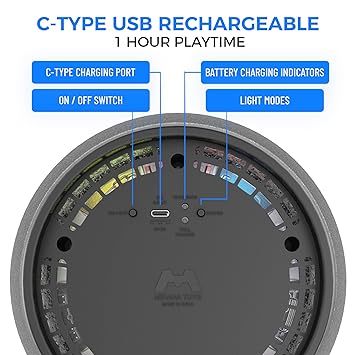 C-TYPE USB RECHARGEABLE
1 HOUR PLAYTIME
C-TYPE CHARGING PORT
BATTERY CHARGING INDICATORS
ON / OFF SWITCH
LIGHT MODES